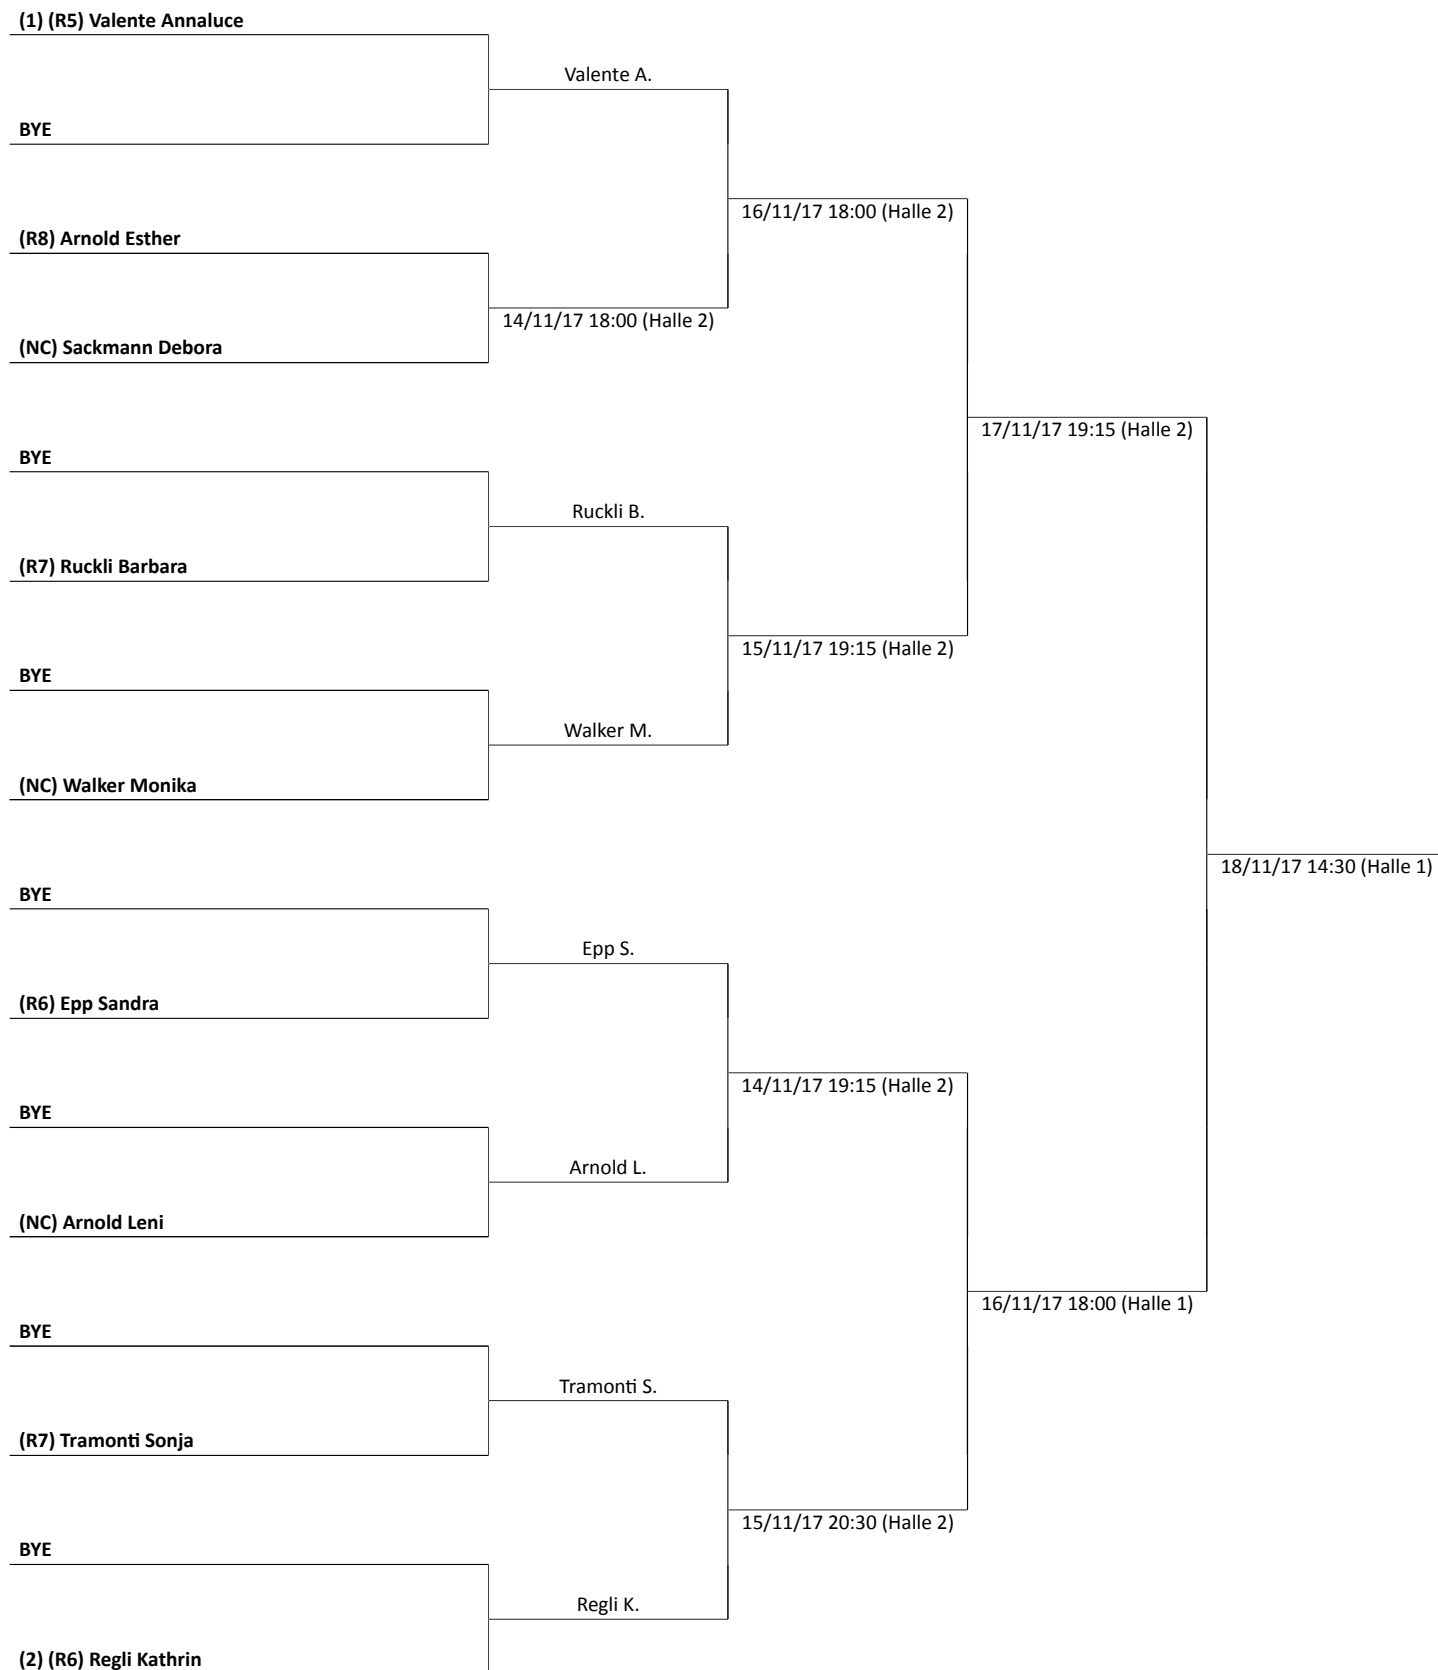 (1) (R5) Valente Annaluce
Valente A.
BYE
16/11/17 18:00 (Halle 2)
(R8) Arnold Esther
14/11/17 18:00 (Halle 2)
(NC) Sackmann Debora
17/11/17 19:15 (Halle 2)
BYE
Ruckli B.
(R7) Ruckli Barbara
15/11/17 19:15 (Halle 2)
BYE
Walker M.
(NC) Walker Monika
18/11/17 14:30 (Halle 1)
BYE
Epp S.
(R6) Epp Sandra
14/11/17 19:15 (Halle 2)
BYE
Arnold L.
(NC) Arnold Leni
16/11/17 18:00 (Halle 1)
BYE
Tramonti S.
(R7) Tramonti Sonja
15/11/17 20:30 (Halle 2)
BYE
Regli K.
(2) (R6) Regli Kathrin